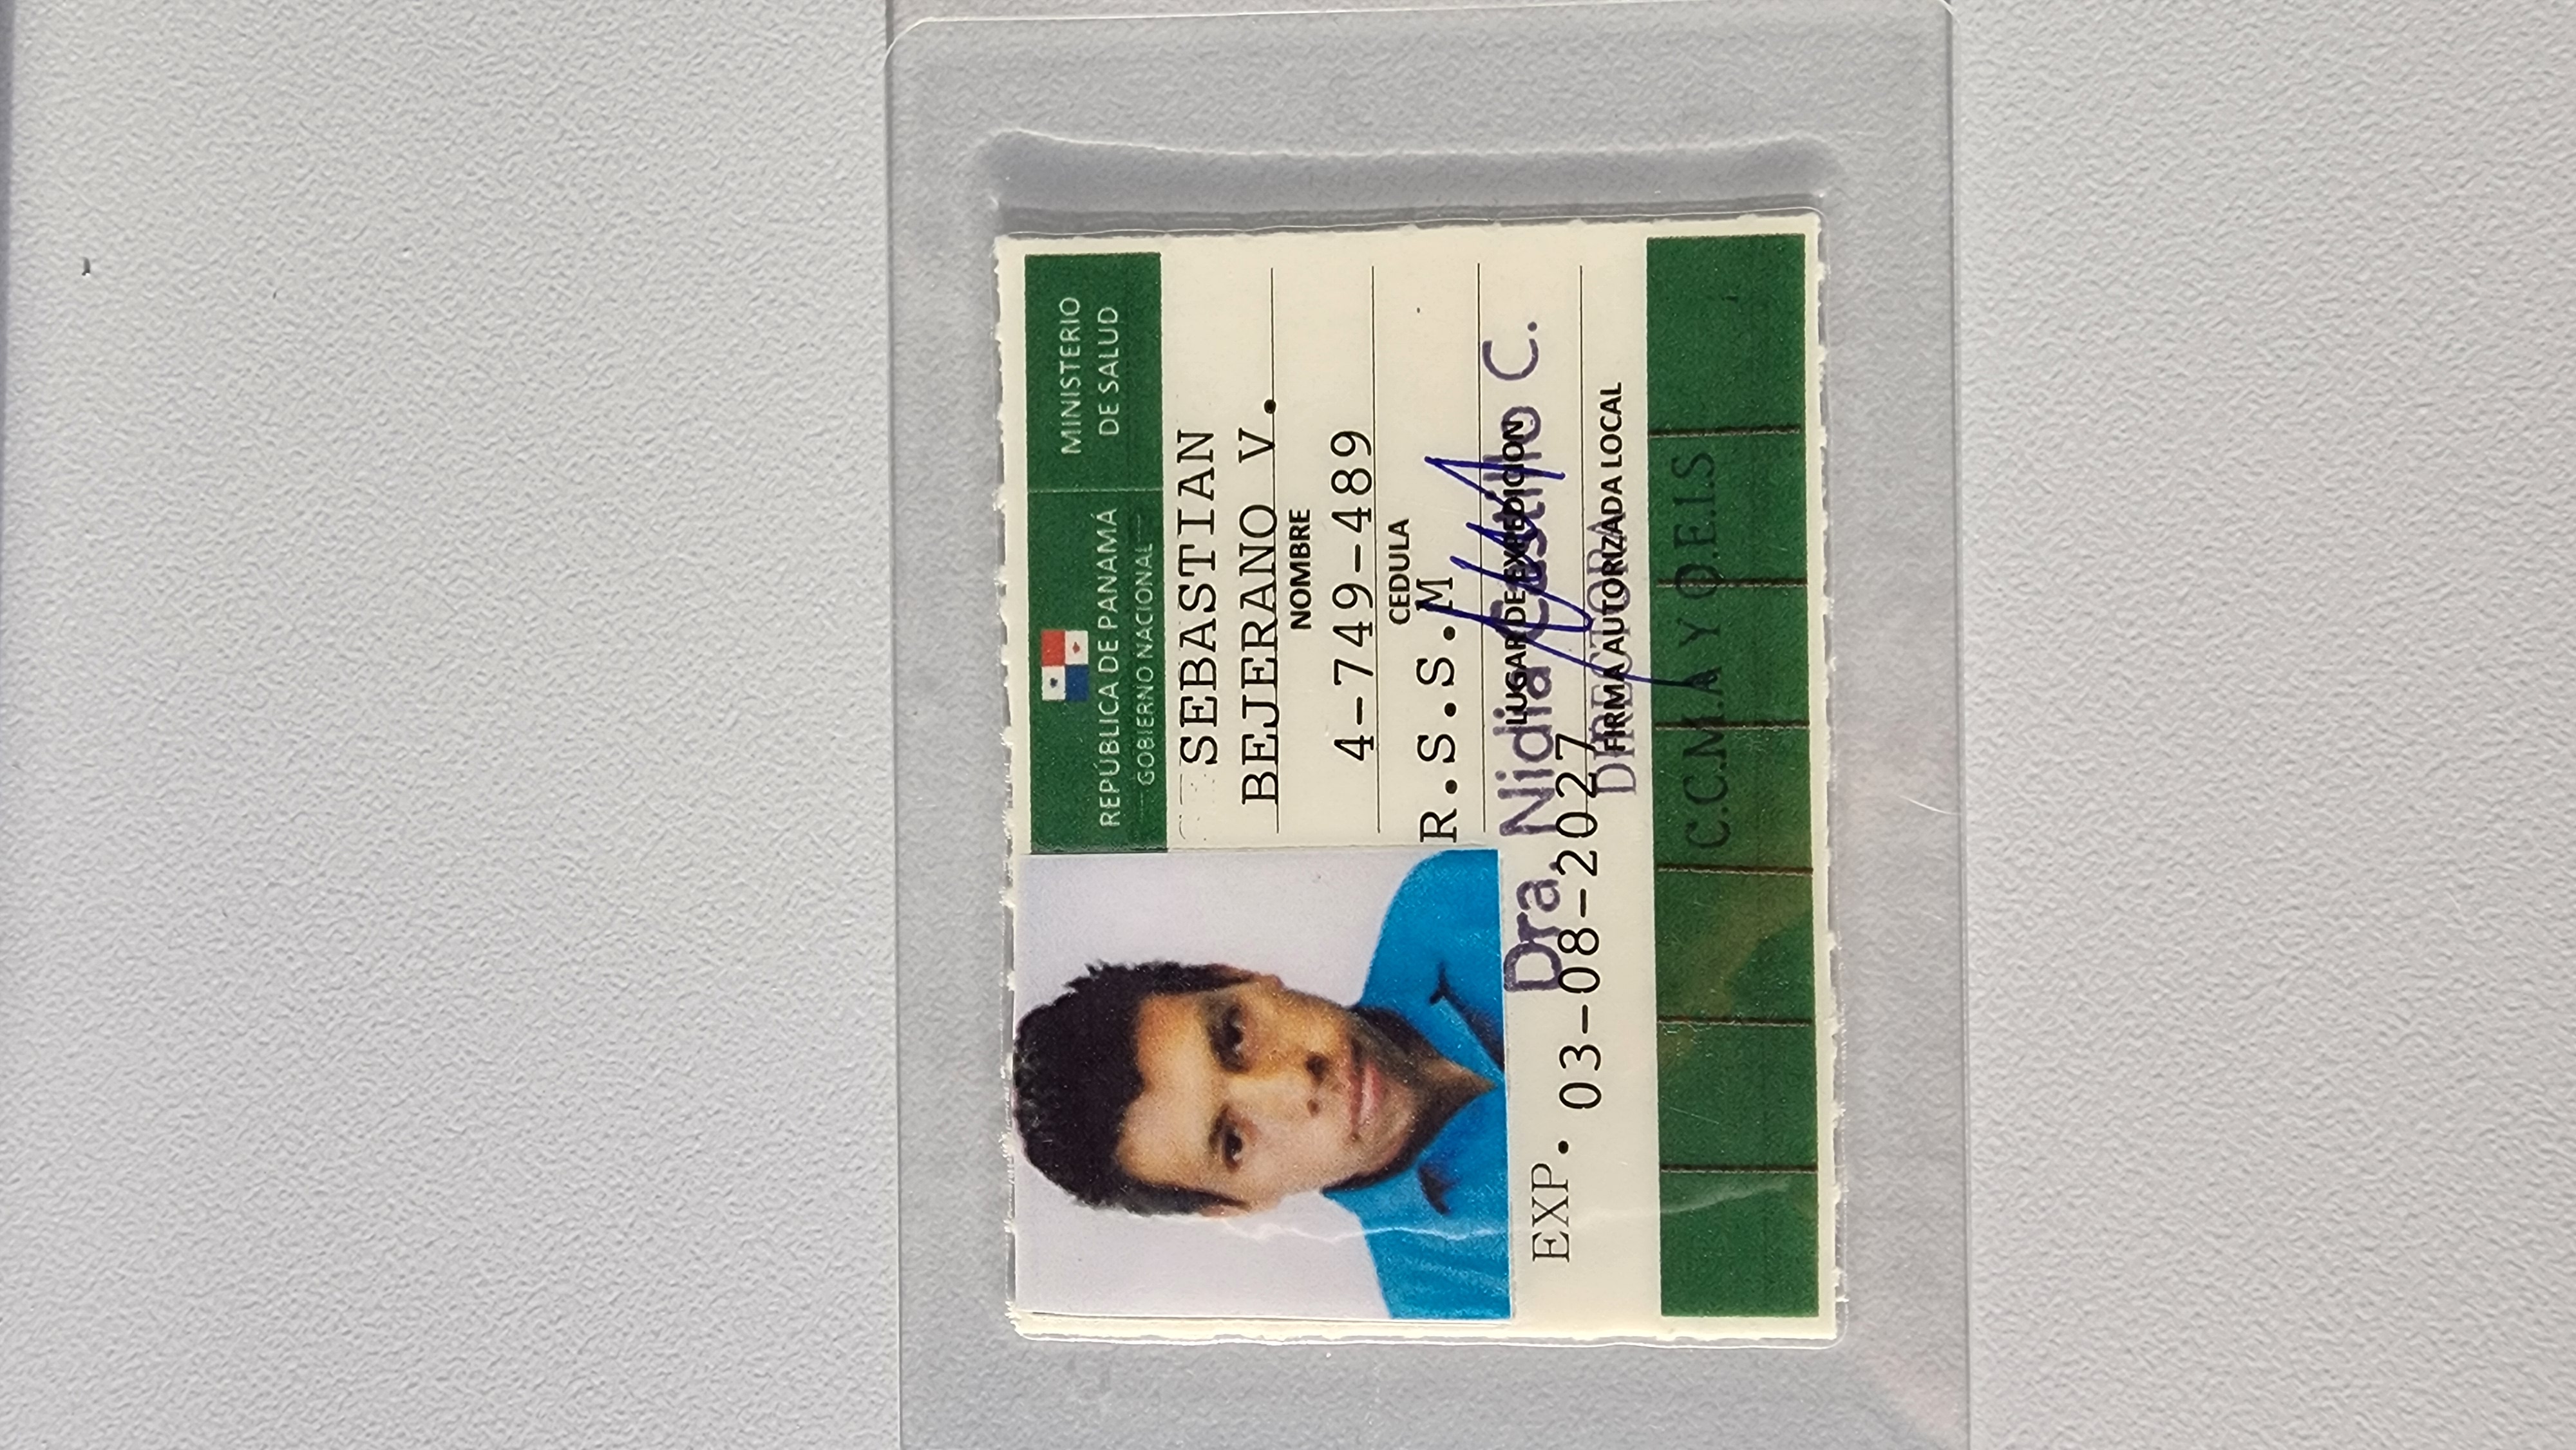 REPÚBLICA DE PANAMÁ
GOBIERNO NACIONAL
MINISTERIO
DE SALUD
SEBASTIAN
BEJERANO V.
NOMBRE
4-749-489
CEDULA
R.S.S.M
LUGAR DE EXPEDICION
Dra. Nidia Castillo C.
EXP. 03-08-2027
DIRECTORA
FIRMA AUTORIZADA LOCAL
C.C.M.A Y O.E.I.S